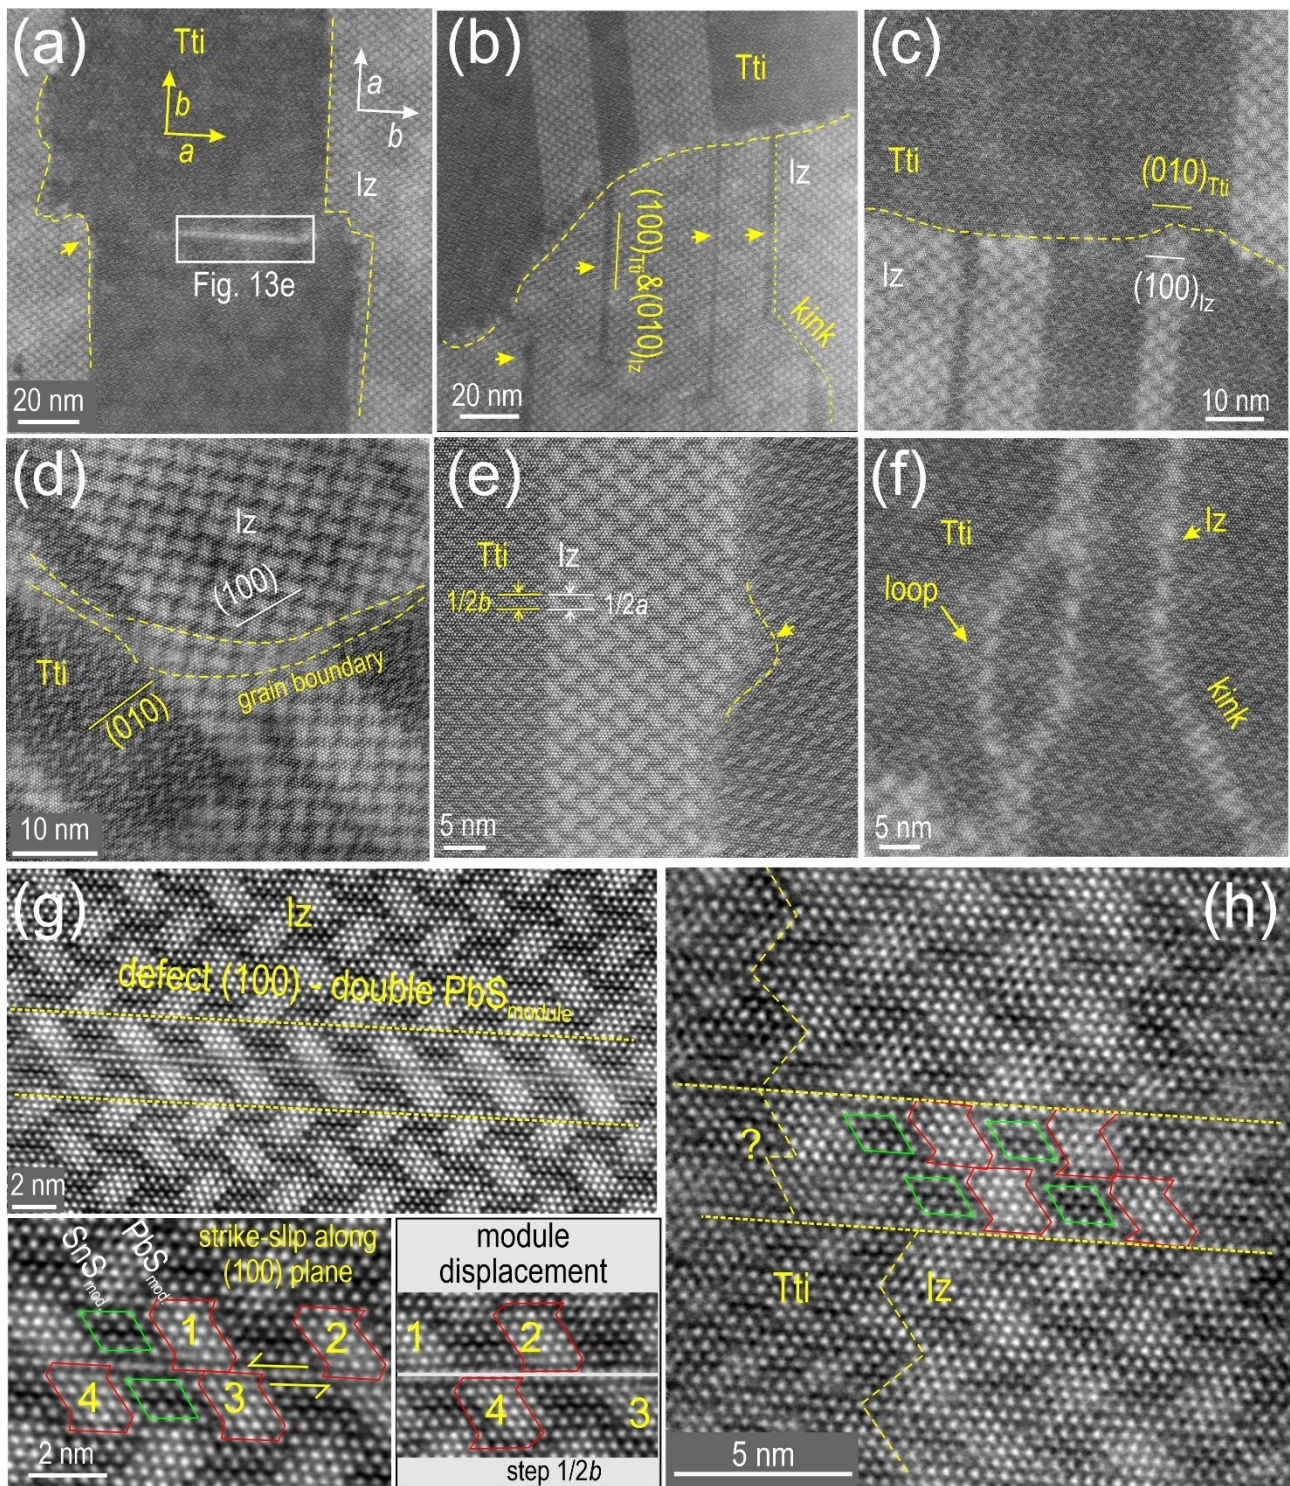 (a)
Tti
b
a
a
b
Iz
Fig. 13e
20 nm
(b)
Tti
Iz
(100)Tti&(010)Iz
kink
20 nm
(c)
Tti
(010)Tti
Iz
(100)Iz
10 nm
(d)
Iz
(100)
Tti
(010)
grain boundary
10 nm
(e)
Tti
Iz
1/2b
1/2a
5 nm
(f)
Tti
Iz
loop
kink
5 nm
(g)
Iz
defect (100) - double PbSmodule
2 nm
SnSmod.
PbSmod.
strike-slip along
(100) plane
1
2
4
3
2 nm
module
displacement
1
2
4
3
step 1/2b
(h)
?
Tti
Iz
5 nm